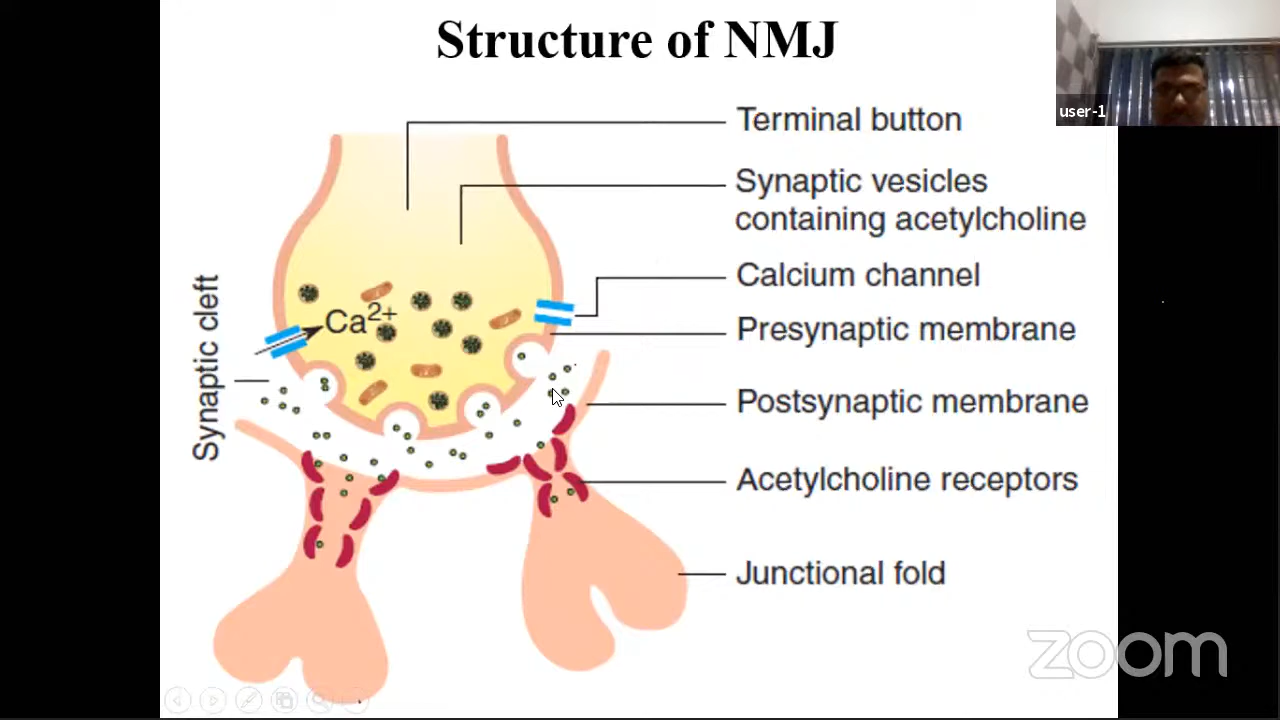 Structure of NMJ
user-1
Terminal button
Synaptic vesicles
containing acetylcholine
Calcium channel
Ca2+
Presynaptic membrane
Synaptic cleft
Postsynaptic membrane
Acetylcholine receptors
Junctional fold
zoom